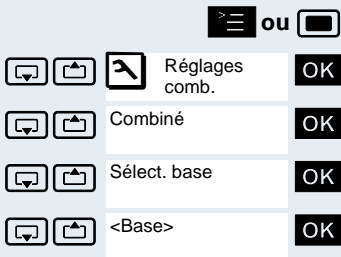 ou
Réglages
comb.
OK
Combiné
OK
Sélect. base
OK
<Base>
OK